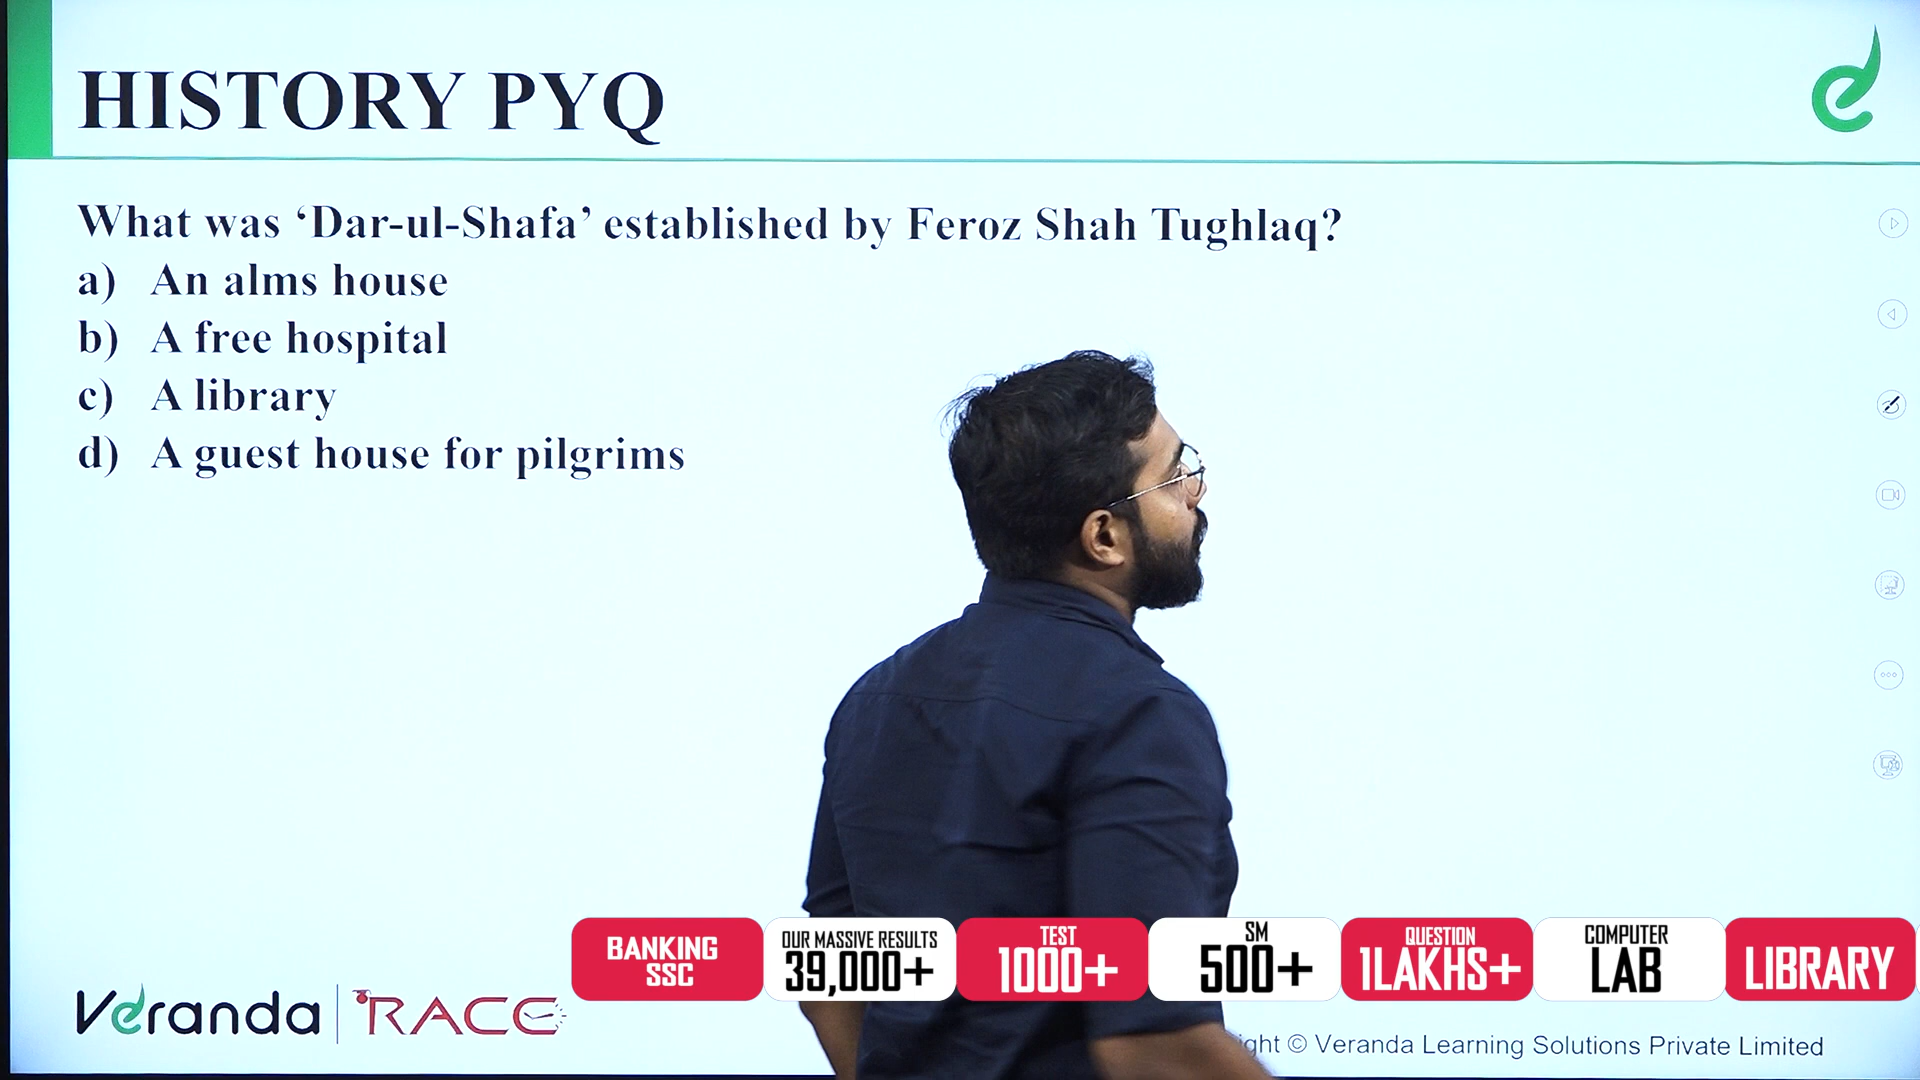 HISTORY PYQ
What was ‘Dar-ul-Shafa’ established by Feroz Shah Tughlaq?
a) An alms house
b) A free hospital
c) A library
d) A guest house for pilgrims
BANKING SSC
OUR MASSIVE RESULTS 39,000+
TEST 1000+
SM 500+
QUESTION 1LAKHS+
COMPUTER LAB
LIBRARY
Veranda RACE
ght © Veranda Learning Solutions Private Limited